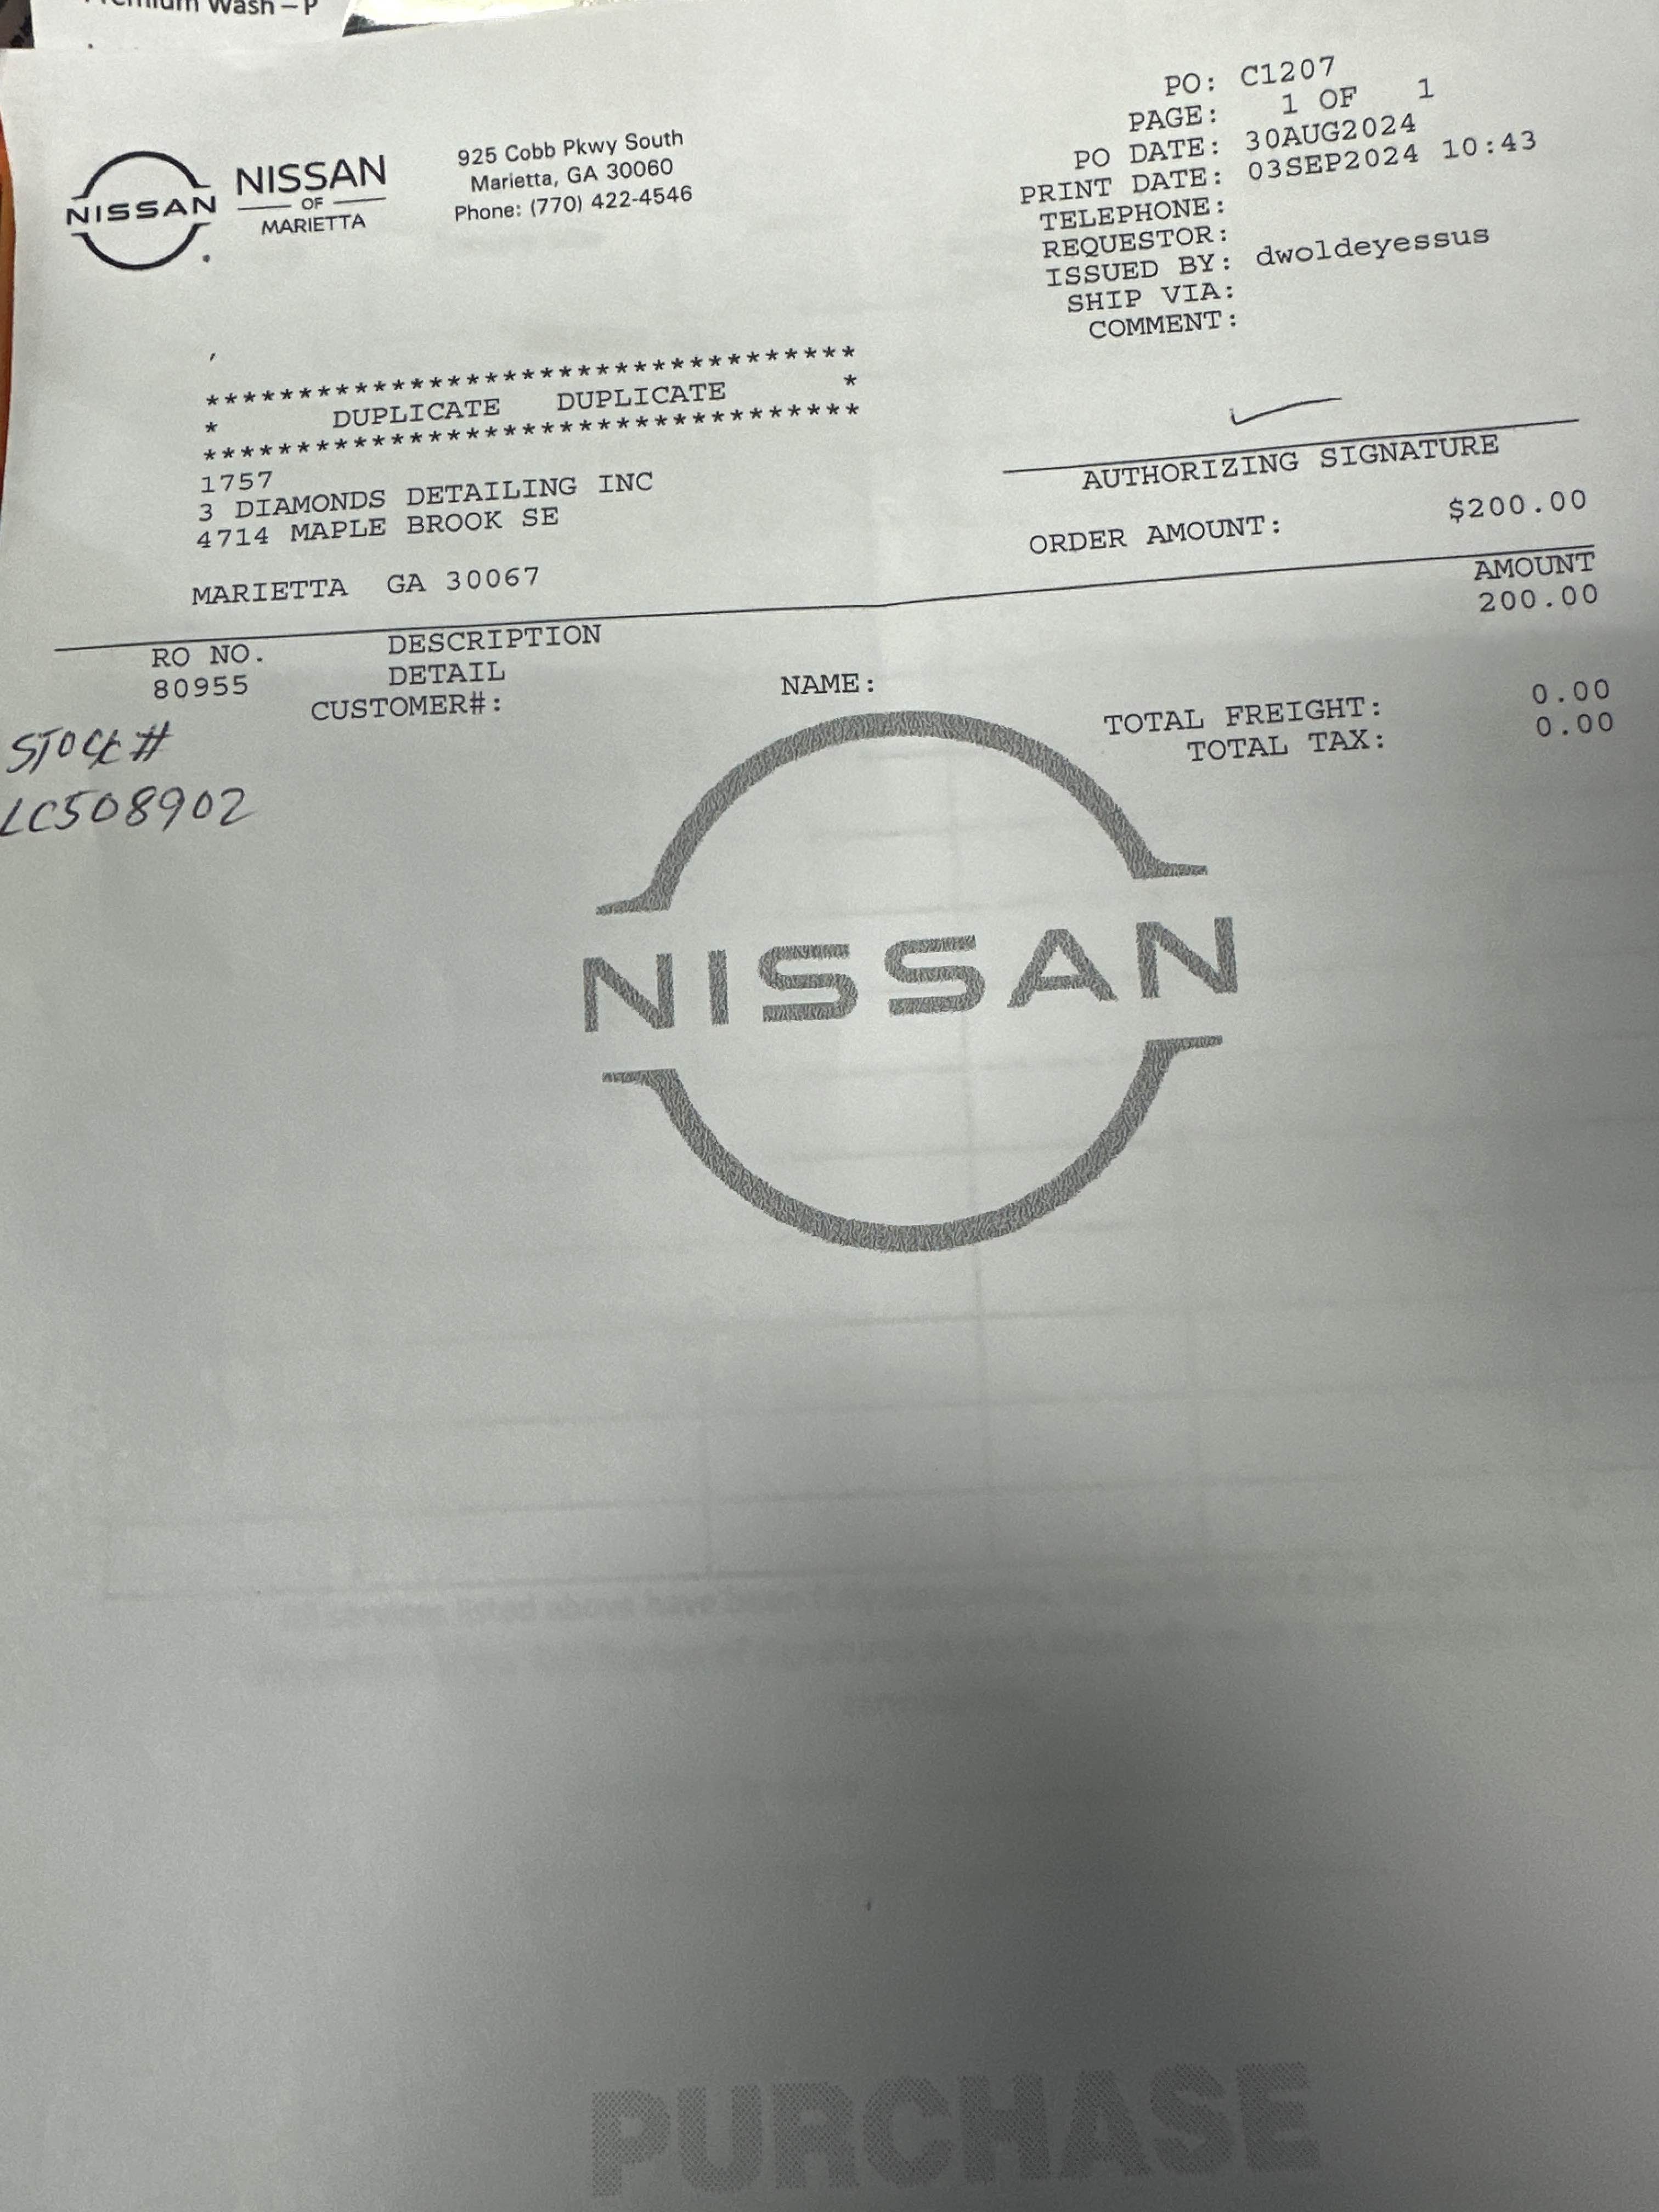 Premium Wash – P
NISSAN
NISSAN
OF
MARIETTA
925 Cobb Pkwy South
Marietta, GA 30060
Phone: (770) 422-4546
PO: C1207
PAGE: 1 OF 1
PO DATE: 30AUG2024
PRINT DATE: 03SEP2024 10:43
TELEPHONE:
REQUESTOR:
ISSUED BY: dwoldeyessus
SHIP VIA:
COMMENT:
***********************************
* DUPLICATE DUPLICATE *
***********************************
1757
3 DIAMONDS DETAILING INC
4714 MAPLE BROOK SE
MARIETTA GA 30067
AUTHORIZING SIGNATURE
ORDER AMOUNT: $200.00
RO NO. DESCRIPTION AMOUNT
80955 DETAIL 200.00
CUSTOMER#: NAME:
TOTAL FREIGHT: 0.00
TOTAL TAX: 0.00
STOCK#
LC508902
NISSAN
PURCHASE